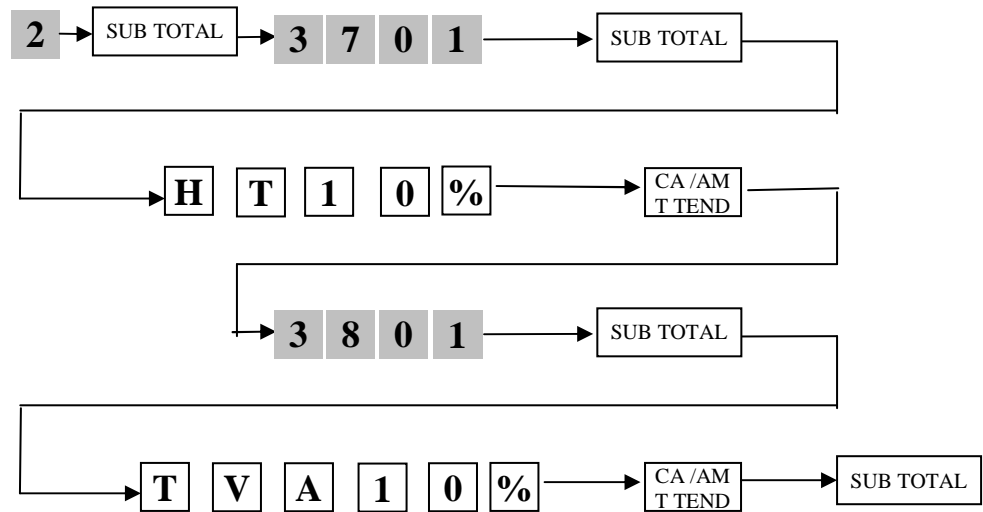 2 SUB TOTAL 3 7 0 1 SUB TOTAL
H T 1 0 % CA /AM
T TEND
3 8 0 1 SUB TOTAL
T V A 1 0 % CA /AM
T TEND SUB TOTAL